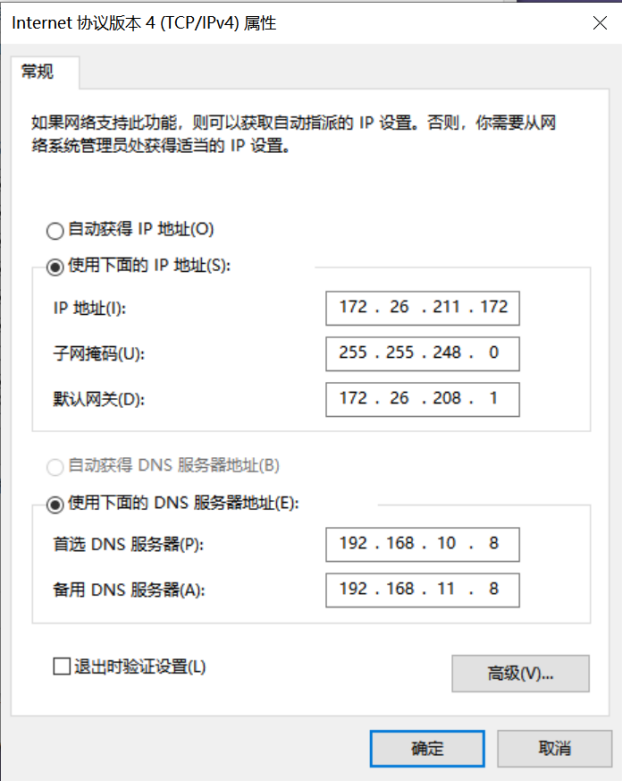 Internet 协议版本 4 (TCP/IPv4) 属性
常规
如果网络支持此功能，则可以获取自动指派的 IP 设置。否则，你需要从网
络系统管理员处获得适当的 IP 设置。
自动获得 IP 地址(O)
使用下面的 IP 地址(S):
IP 地址(I): 172 . 26 . 211 . 172
子网掩码(U): 255 . 255 . 248 . 0
默认网关(D): 172 . 26 . 208 . 1
自动获得 DNS 服务器地址(B)
使用下面的 DNS 服务器地址(E):
首选 DNS 服务器(P): 192 . 168 . 10 . 8
备用 DNS 服务器(A): 192 . 168 . 11 . 8
退出时验证设置(L)
高级(V)...
确定 取消